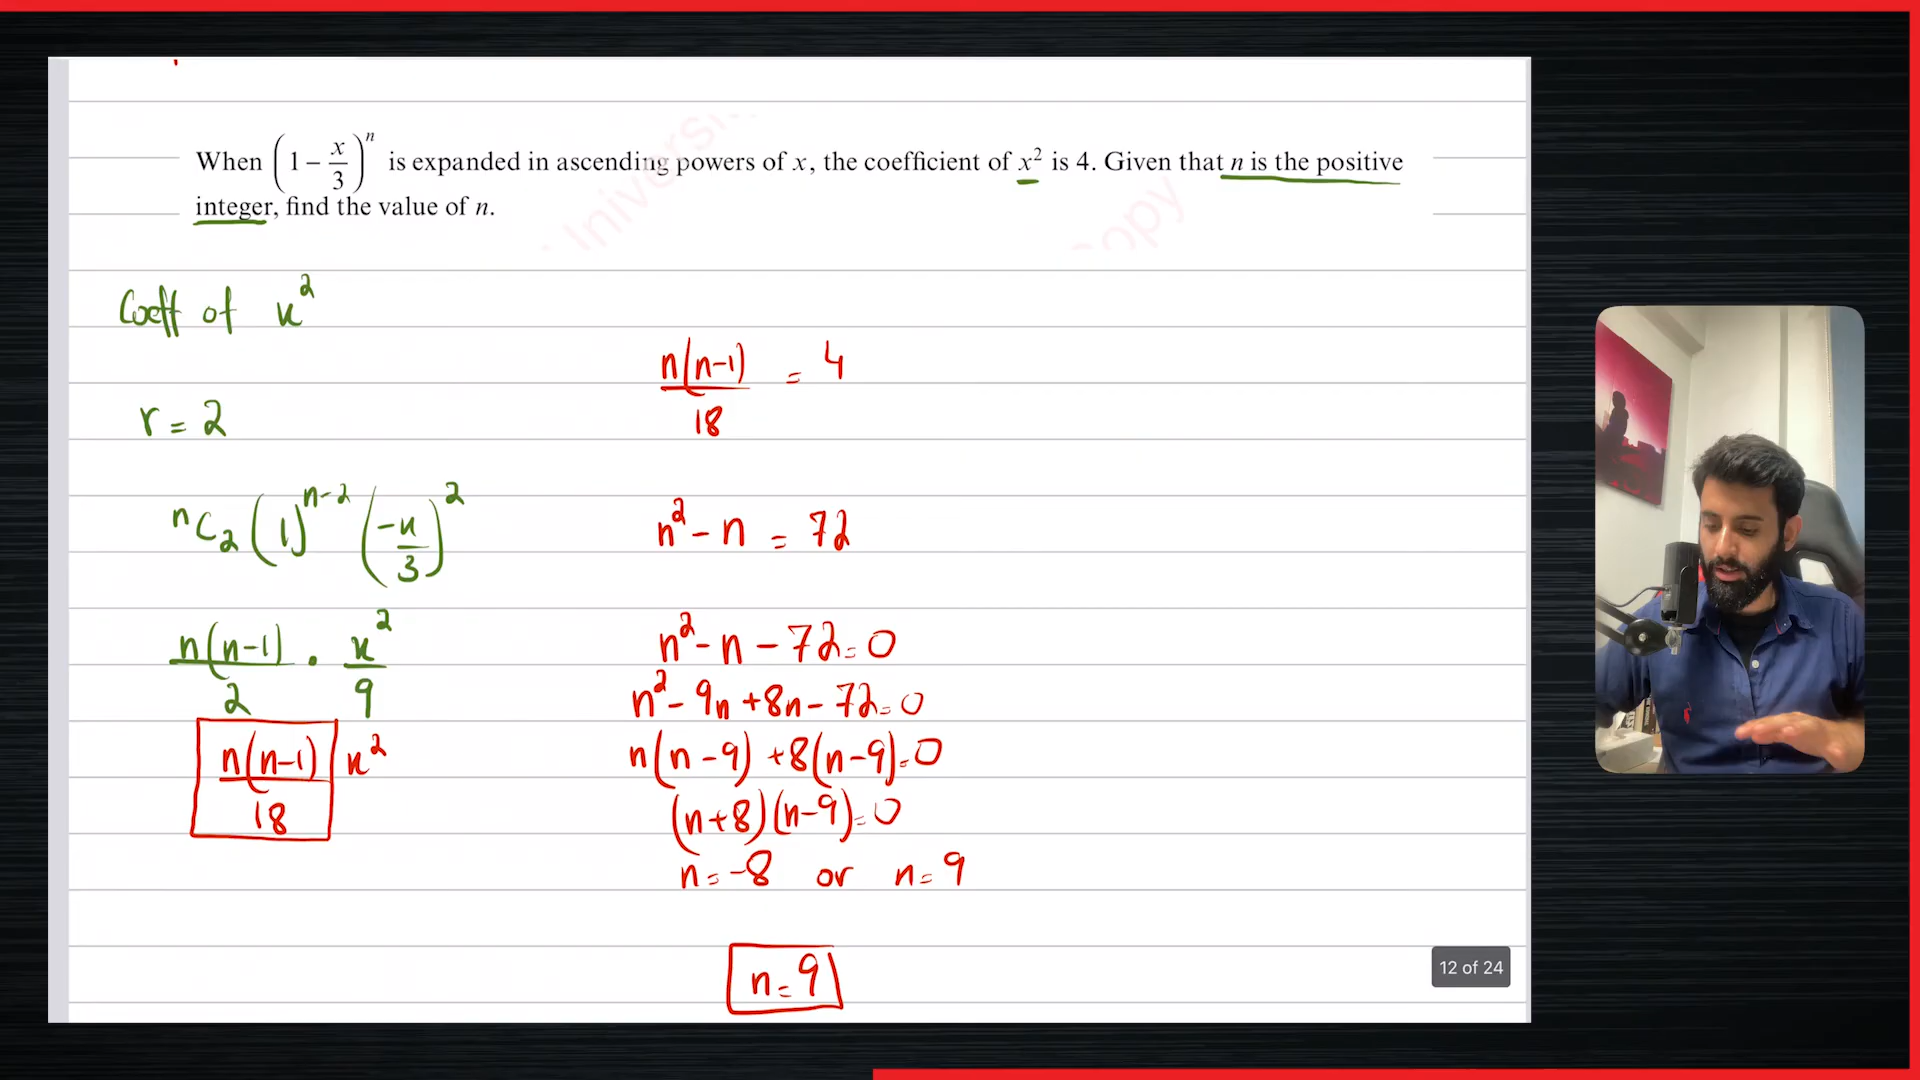 When (1 − x/3)^n is expanded in ascending powers of x, the coefficient of x² is 4. Given that n is the positive
integer, find the value of n.
Coeff of x²
r = 2
ⁿC₂ (1)^(n-2) (-x/3)²
n(n-1)/2 · x²/9
n(n-1)/18 x²
n(n-1)/18 = 4
n² - n = 72
n² - n - 72 = 0
n² - 9n + 8n - 72 = 0
n(n - 9) + 8(n - 9) = 0
(n + 8)(n - 9) = 0
n = -8 or n = 9
n = 9
12 of 24